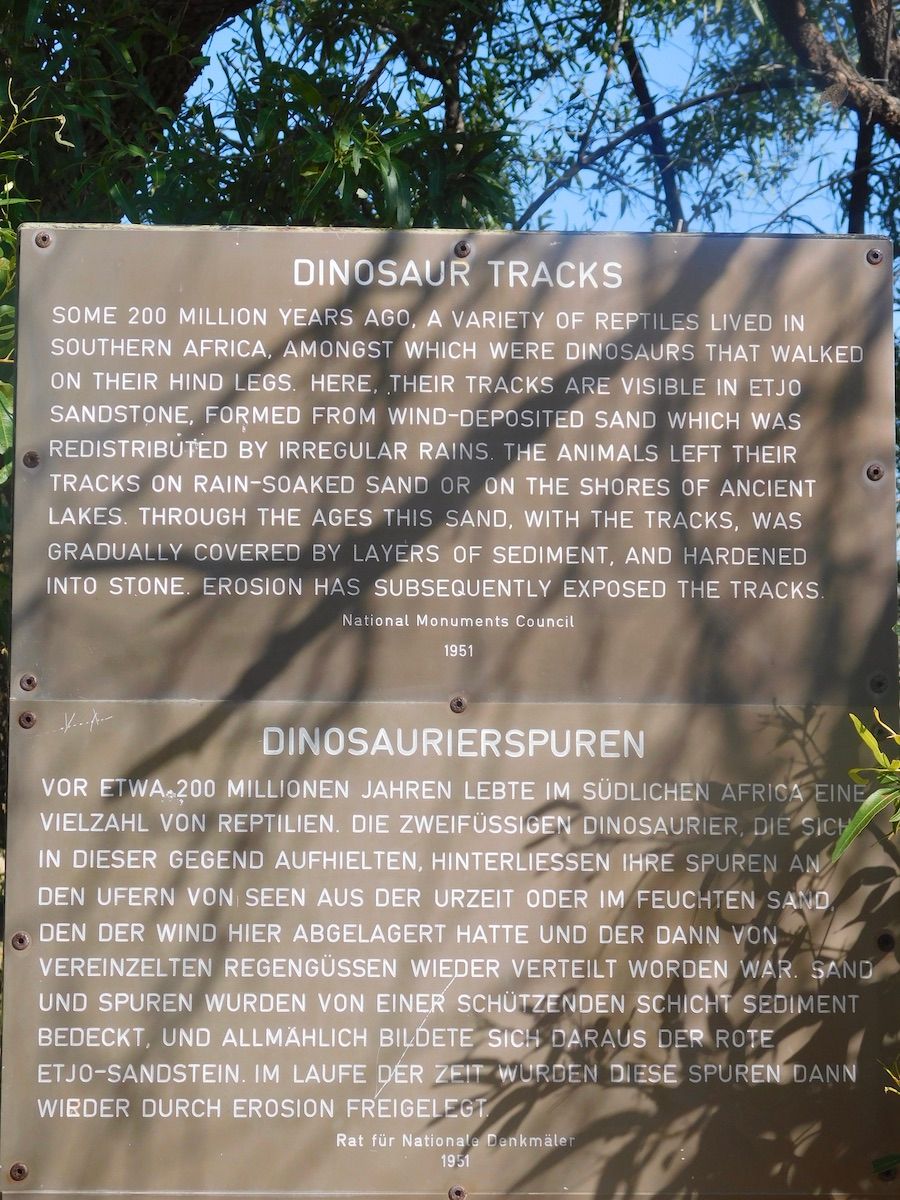 DINOSAUR TRACKS
SOME 200 MILLION YEARS AGO, A VARIETY OF REPTILES LIVED IN
SOUTHERN AFRICA, AMONGST WHICH WERE DINOSAURS THAT WALKED
ON THEIR HIND LEGS. HERE, THEIR TRACKS ARE VISIBLE IN ETJO
SANDSTONE, FORMED FROM WIND-DEPOSITED SAND WHICH WAS
REDISTRIBUTED BY IRREGULAR RAINS. THE ANIMALS LEFT THEIR
TRACKS ON RAIN-SOAKED SAND OR ON THE SHORES OF ANCIENT
LAKES. THROUGH THE AGES THIS SAND, WITH THE TRACKS, WAS
GRADUALLY COVERED BY LAYERS OF SEDIMENT, AND HARDENED
INTO STONE. EROSION HAS SUBSEQUENTLY EXPOSED THE TRACKS.
National Monuments Council
1951
DINOSAURIERSPUREN
VOR ETWA 200 MILLIONEN JAHREN LEBTE IM SÜDLICHEN AFRICA EINE
VIELZAHL VON REPTILIEN. DIE ZWEIFÜSSIGEN DINOSAURIER, DIE SICH
IN DIESER GEGEND AUFHIELTEN, HINTERLIESSEN IHRE SPUREN AN
DEN UFERN VON SEEN AUS DER URZEIT ODER IM FEUCHTEN SAND,
DEN DER WIND HIER ABGELAGERT HATTE UND DER DANN VON
VEREINZELTEN REGENGÜSSEN WIEDER VERTEILT WORDEN WAR. SAND
UND SPUREN WURDEN VON EINER SCHÜTZENDEN SCHICHT SEDIMENT
BEDECKT, UND ALLMÄHLICH BILDETE SICH DARAUS DER ROTE
ETJO-SANDSTEIN. IM LAUFE DER ZEIT WURDEN DIESE SPUREN DANN
WIEDER DURCH EROSION FREIGELEGT.
Rat für Nationale Denkmäler
1951